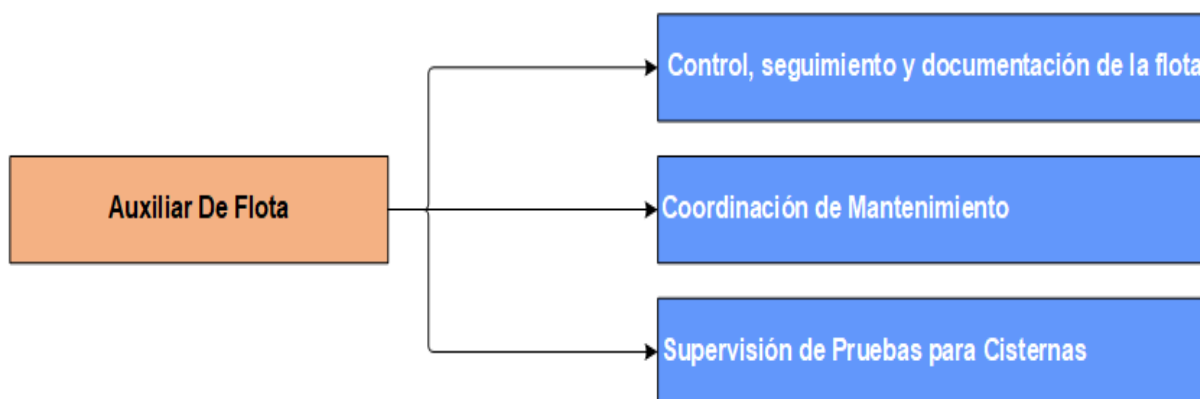 Control, seguimiento y documentación de la flota
Auxiliar De Flota
Coordinación de Mantenimiento
Supervisión de Pruebas para Cisternas